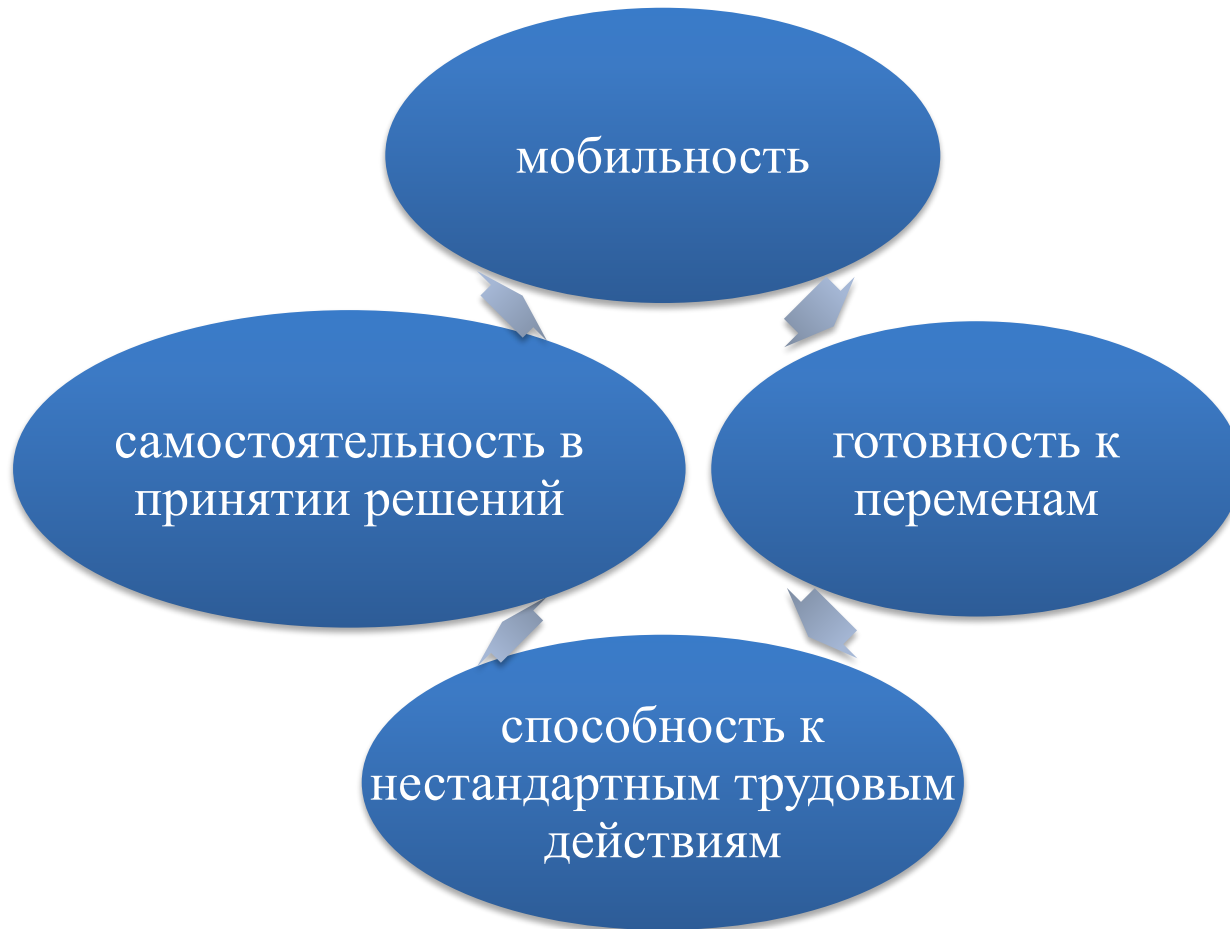 мобильность
самостоятельность в
принятии решений
готовность к
переменам
способность к
нестандартным трудовым
действиям